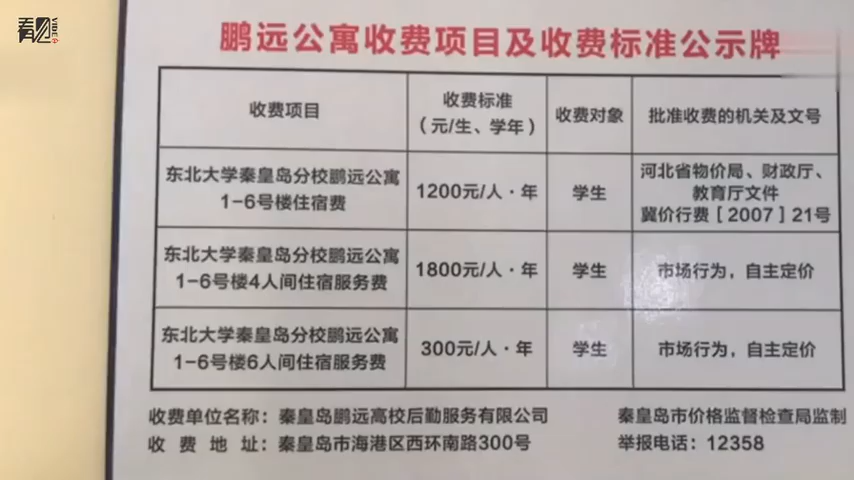 看看
鹏远公寓收费项目及收费标准公示牌
收费项目
收费标准
（元/生、学年）
收费对象
批准收费的机关及文号
东北大学秦皇岛分校鹏远公寓
1-6号楼住宿费
1200元/人·年
学生
河北省物价局、财政厅、
教育厅文件
冀价行费［2007］21号
东北大学秦皇岛分校鹏远公寓
1-6号楼4人间住宿服务费
1800元/人·年
学生
市场行为，自主定价
东北大学秦皇岛分校鹏远公寓
1-6号楼6人间住宿服务费
300元/人·年
学生
市场行为，自主定价
收费单位名称：秦皇岛鹏远高校后勤服务有限公司
秦皇岛市价格监督检查局监制
收 费 地 址：秦皇岛市海港区西环南路300号
举报电话：12358